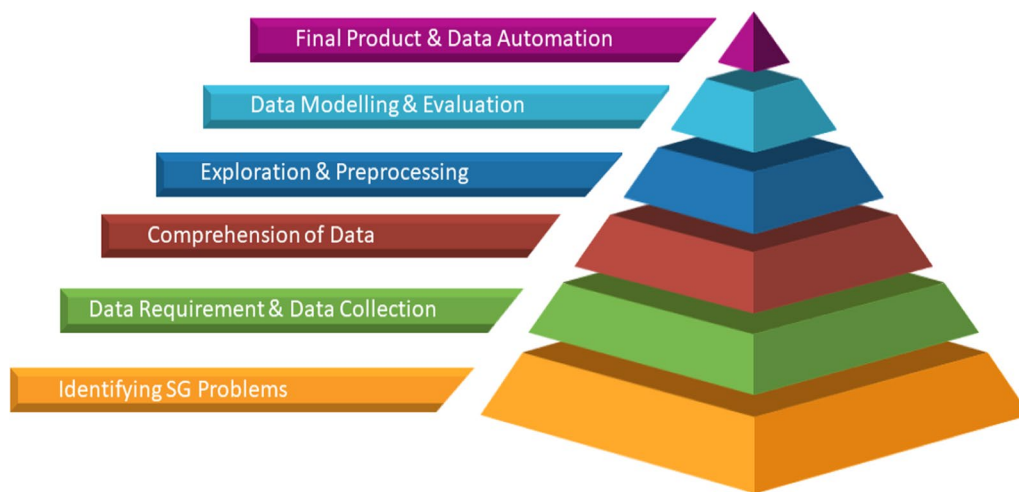 Final Product & Data Automation
Data Modelling & Evaluation
Exploration & Preprocessing
Comprehension of Data
Data Requirement & Data Collection
Identifying SG Problems